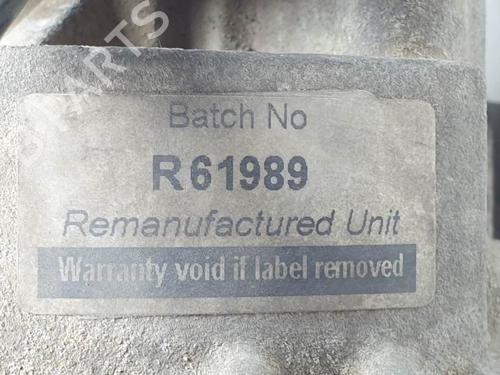 Batch No
R61989
Remanufactured Unit
Warranty void if label removed